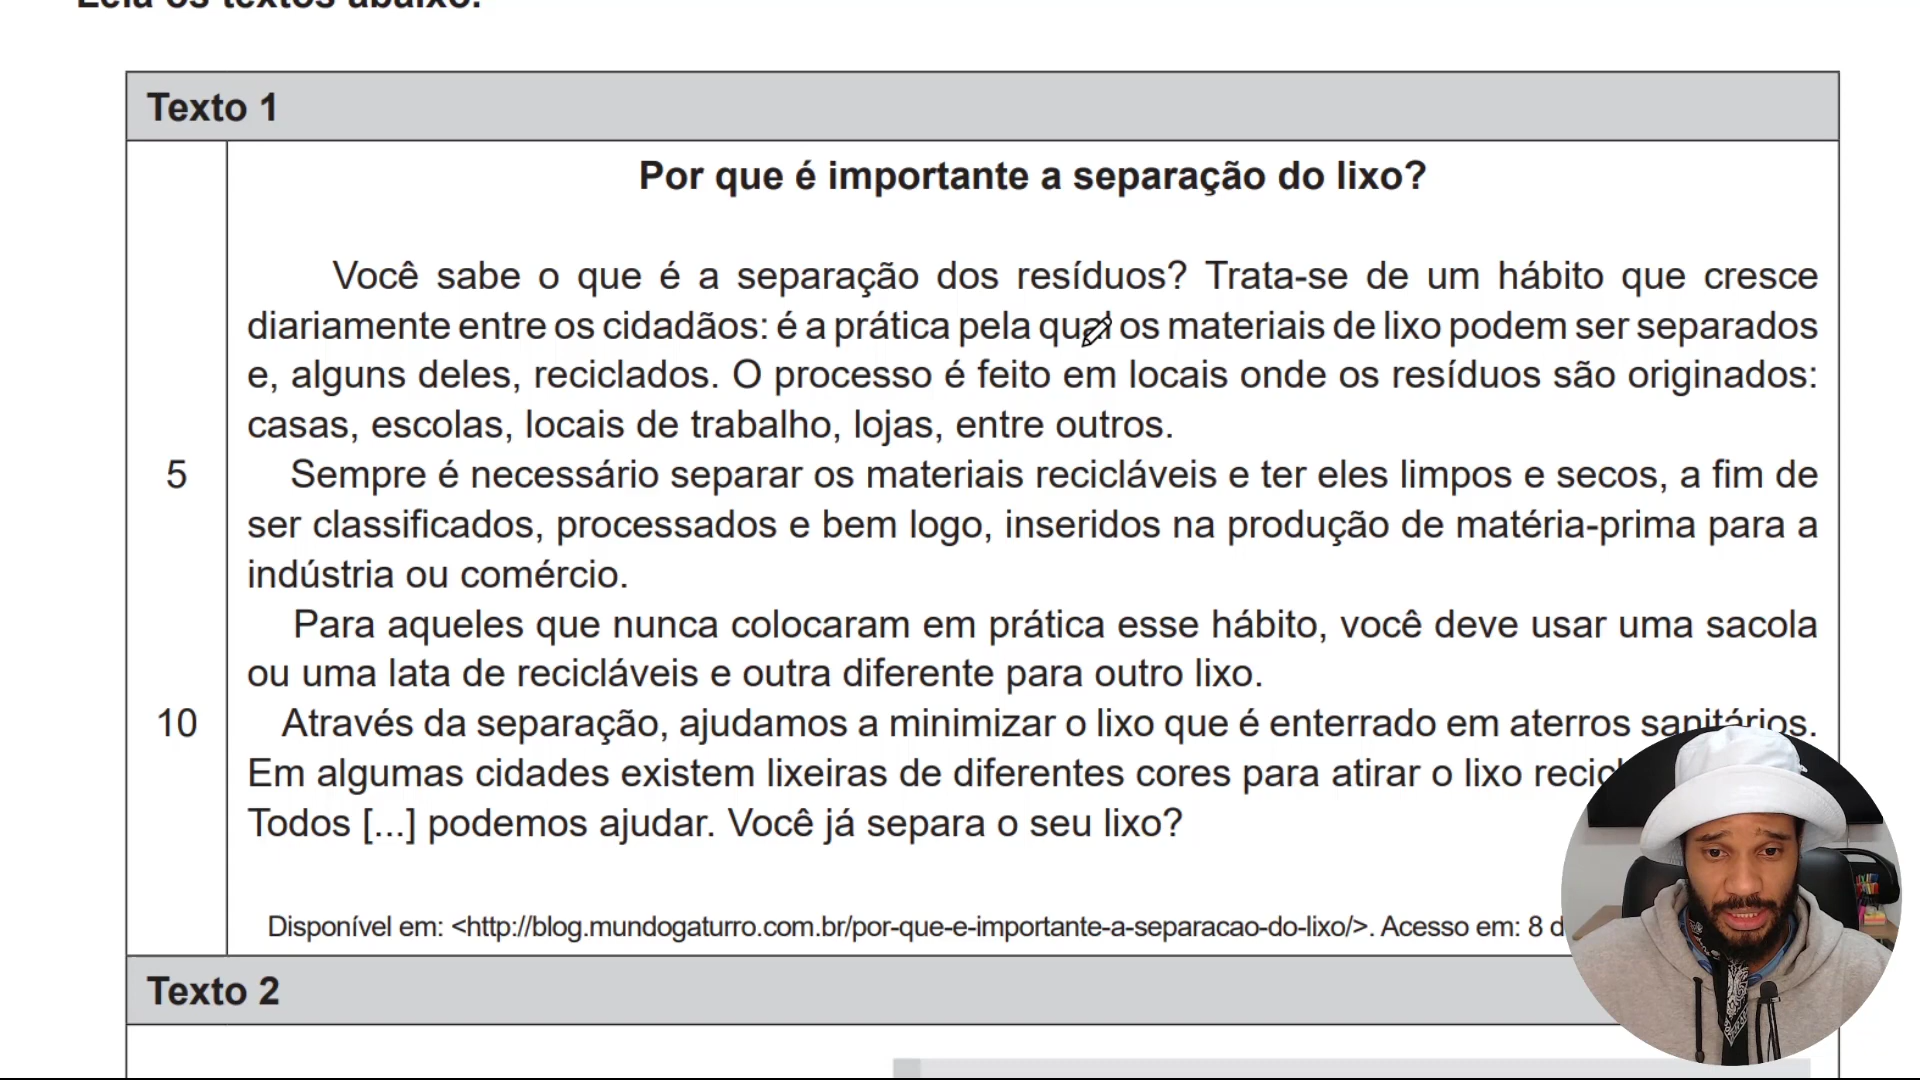 Leia os textos abaixo.
Texto 1
Por que é importante a separação do lixo?
Você sabe o que é a separação dos resíduos? Trata-se de um hábito que cresce
diariamente entre os cidadãos: é a prática pela qual os materiais de lixo podem ser separados
e, alguns deles, reciclados. O processo é feito em locais onde os resíduos são originados:
casas, escolas, locais de trabalho, lojas, entre outros.
5 Sempre é necessário separar os materiais recicláveis e ter eles limpos e secos, a fim de
ser classificados, processados e bem logo, inseridos na produção de matéria-prima para a
indústria ou comércio.
Para aqueles que nunca colocaram em prática esse hábito, você deve usar uma sacola
ou uma lata de recicláveis e outra diferente para outro lixo.
10 Através da separação, ajudamos a minimizar o lixo que é enterrado em aterros sanitários.
Em algumas cidades existem lixeiras de diferentes cores para atirar o lixo
Todos [...] podemos ajudar. Você já separa o seu lixo?
Disponível em: <http://blog.mundogaturro.com.br/por-que-e-importante-a-separacao-do-lixo/>. Acesso em: 8
Texto 2